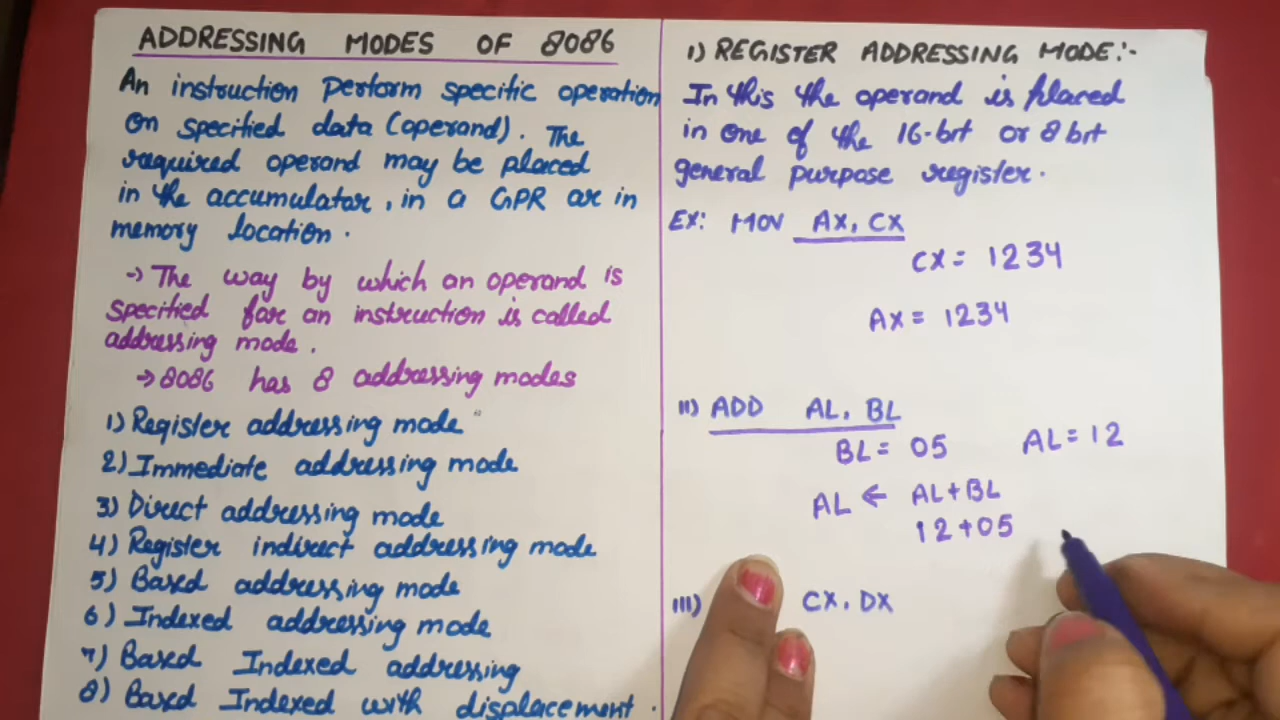 ADDRESSING MODES OF 8086
An instruction perform specific operation
on specified data (operand). The
required operand may be placed
in the accumulator, in a GPR or in
memory location.
-> The way by which an operand is
specified for an instruction is called
addressing mode.
-> 8086 has 8 addressing modes
1) Register addressing mode
2) Immediate addressing mode
3) Direct addressing mode
4) Register indirect addressing mode
5) Based addressing mode
6) Indexed addressing mode
7) Based Indexed addressing
8) Based Indexed with displacement.
1) REGISTER ADDRESSING MODE:-
In this the operand is placed
in one of the 16-bit or 8 bit
general purpose register.
EX: MOV AX, CX
CX = 1234
AX = 1234
II) ADD AL, BL
BL = 05 AL = 12
AL ← AL+BL
12+05
III) CX, DX